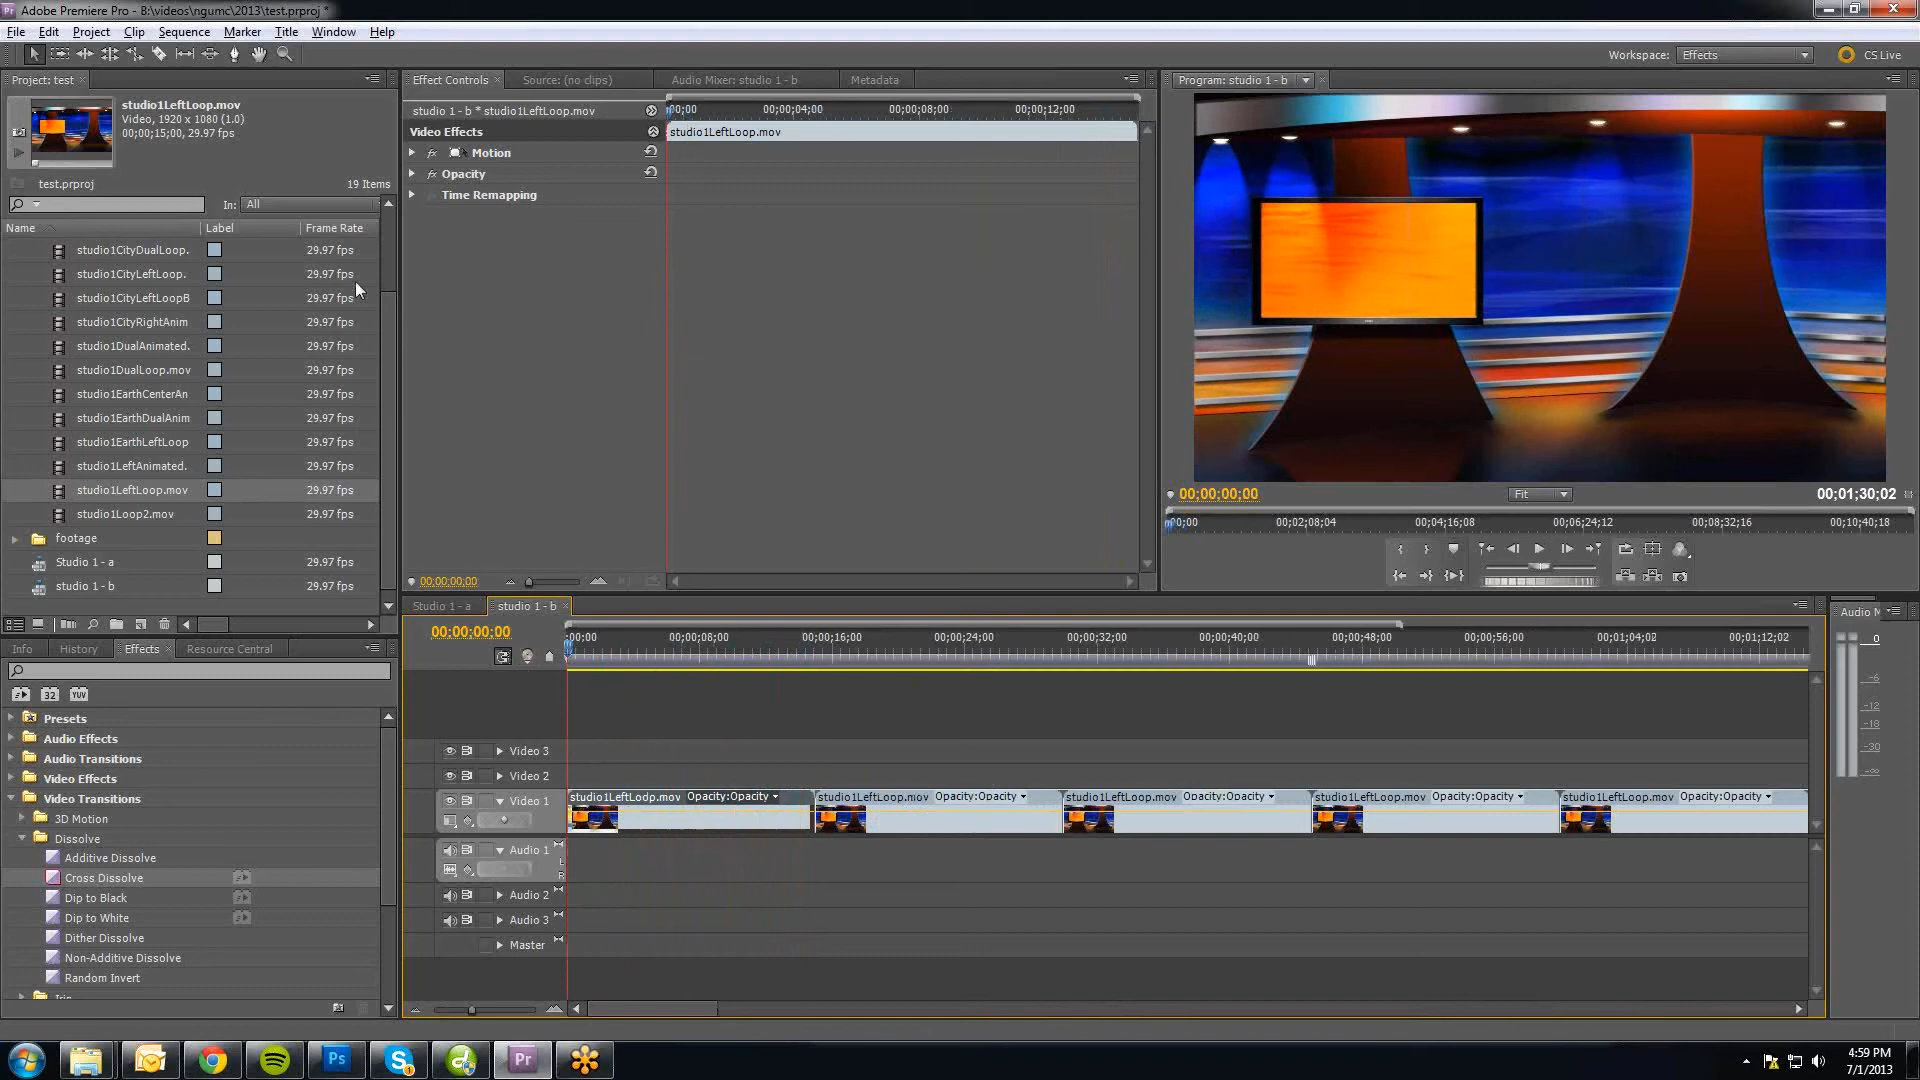 Adobe Premiere Pro - B:\videos\ngumc\2013\test.prproj *
File Edit Project Clip Sequence Marker Title Window Help
Workspace: Effects CS Live
Project: test
studio1LeftLoop.mov
Video, 1920 x 1080 (1.0)
00;00;15;00, 29.97 fps
test.prproj 19 Items
In: All
Name Label Frame Rate
studio1CityDualLoop. 29.97 fps
studio1CityLeftLoop. 29.97 fps
studio1CityLeftLoopB 29.97 fps
studio1CityRightAnim 29.97 fps
studio1DualAnimated. 29.97 fps
studio1DualLoop.mov 29.97 fps
studio1EarthCenterAn 29.97 fps
studio1EarthDualAnim 29.97 fps
studio1EarthLeftLoop 29.97 fps
studio1LeftAnimated. 29.97 fps
studio1LeftLoop.mov 29.97 fps
studio1Loop2.mov 29.97 fps
footage
Studio 1 - a 29.97 fps
studio 1 - b 29.97 fps
Effect Controls Source: (no clips) Audio Mixer: studio 1 - b Metadata
studio 1 - b * studio1LeftLoop.mov
00;00 00;00;04;00 00;00;08;00 00;00;12;00
Video Effects
studio1LeftLoop.mov
fx Motion
fx Opacity
Time Remapping
00;00;00;00
Program: studio 1 - b
00;00;00;00 Fit 00;01;30;02
00;00 00;02;08;04 00;04;16;08 00;06;24;12 00;08;32;16 00;10;40;18
Info History Effects Resource Central
32 YUV
Presets
Audio Effects
Audio Transitions
Video Effects
Video Transitions
3D Motion
Dissolve
Additive Dissolve
Cross Dissolve
Dip to Black
Dip to White
Dither Dissolve
Non-Additive Dissolve
Random Invert
Studio 1 - a studio 1 - b
00;00;00;00
;00;00 00;00;08;00 00;00;16;00 00;00;24;00 00;00;32;00 00;00;40;00 00;00;48;00 00;00;56;00 00;01;04;02 00;01;12;02
Video 3
Video 2
Video 1
studio1LeftLoop.mov Opacity:Opacity
studio1LeftLoop.mov Opacity:Opacity
studio1LeftLoop.mov Opacity:Opacity
studio1LeftLoop.mov Opacity:Opacity
studio1LeftLoop.mov Opacity:Opacity
Audio 1
L
R
Audio 2
Audio 3
Master
Audio M
0
-6
-12
-18
-30
-∞
Pr
Ps
S
Pr
4:59 PM
7/1/2013